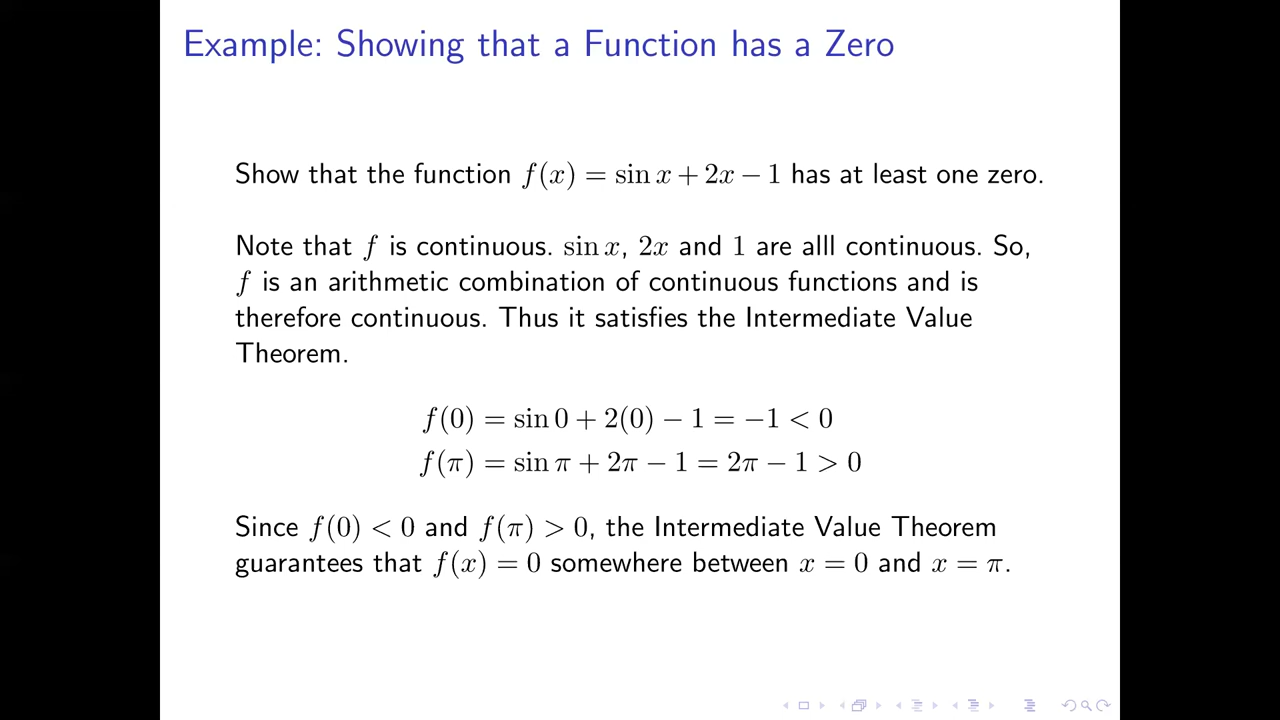 Example: Showing that a Function has a Zero
Show that the function f(x) = sin x + 2x − 1 has at least one zero.
Note that f is continuous. sin x, 2x and 1 are alll continuous. So,
f is an arithmetic combination of continuous functions and is
therefore continuous. Thus it satisfies the Intermediate Value
Theorem.
f(0) = sin 0 + 2(0) − 1 = −1 < 0
f(π) = sin π + 2π − 1 = 2π − 1 > 0
Since f(0) < 0 and f(π) > 0, the Intermediate Value Theorem
guarantees that f(x) = 0 somewhere between x = 0 and x = π.